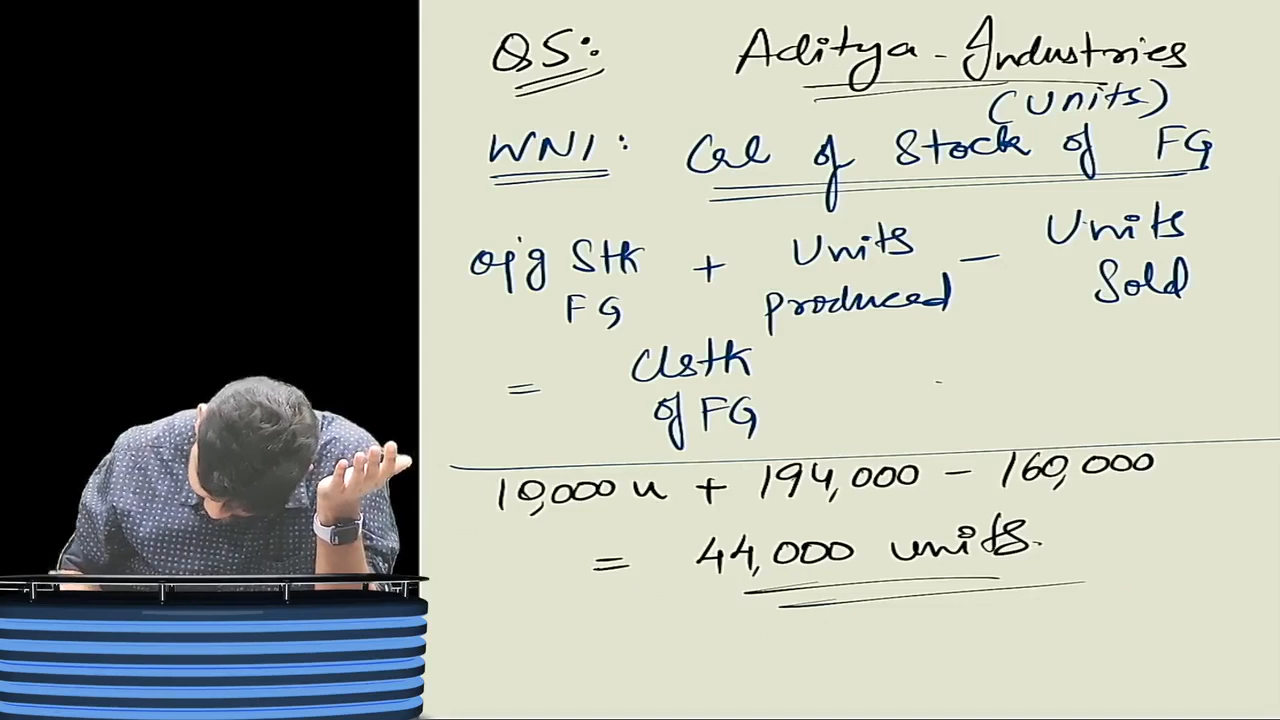 Q5: Aditya - Industries
(Units)
WN1: Cal of Stock of FG
op'g Stk + Units - Units
FG produced Sold
= Clstk
of FG
10,000 u + 194,000 - 160,000
= 44,000 units.